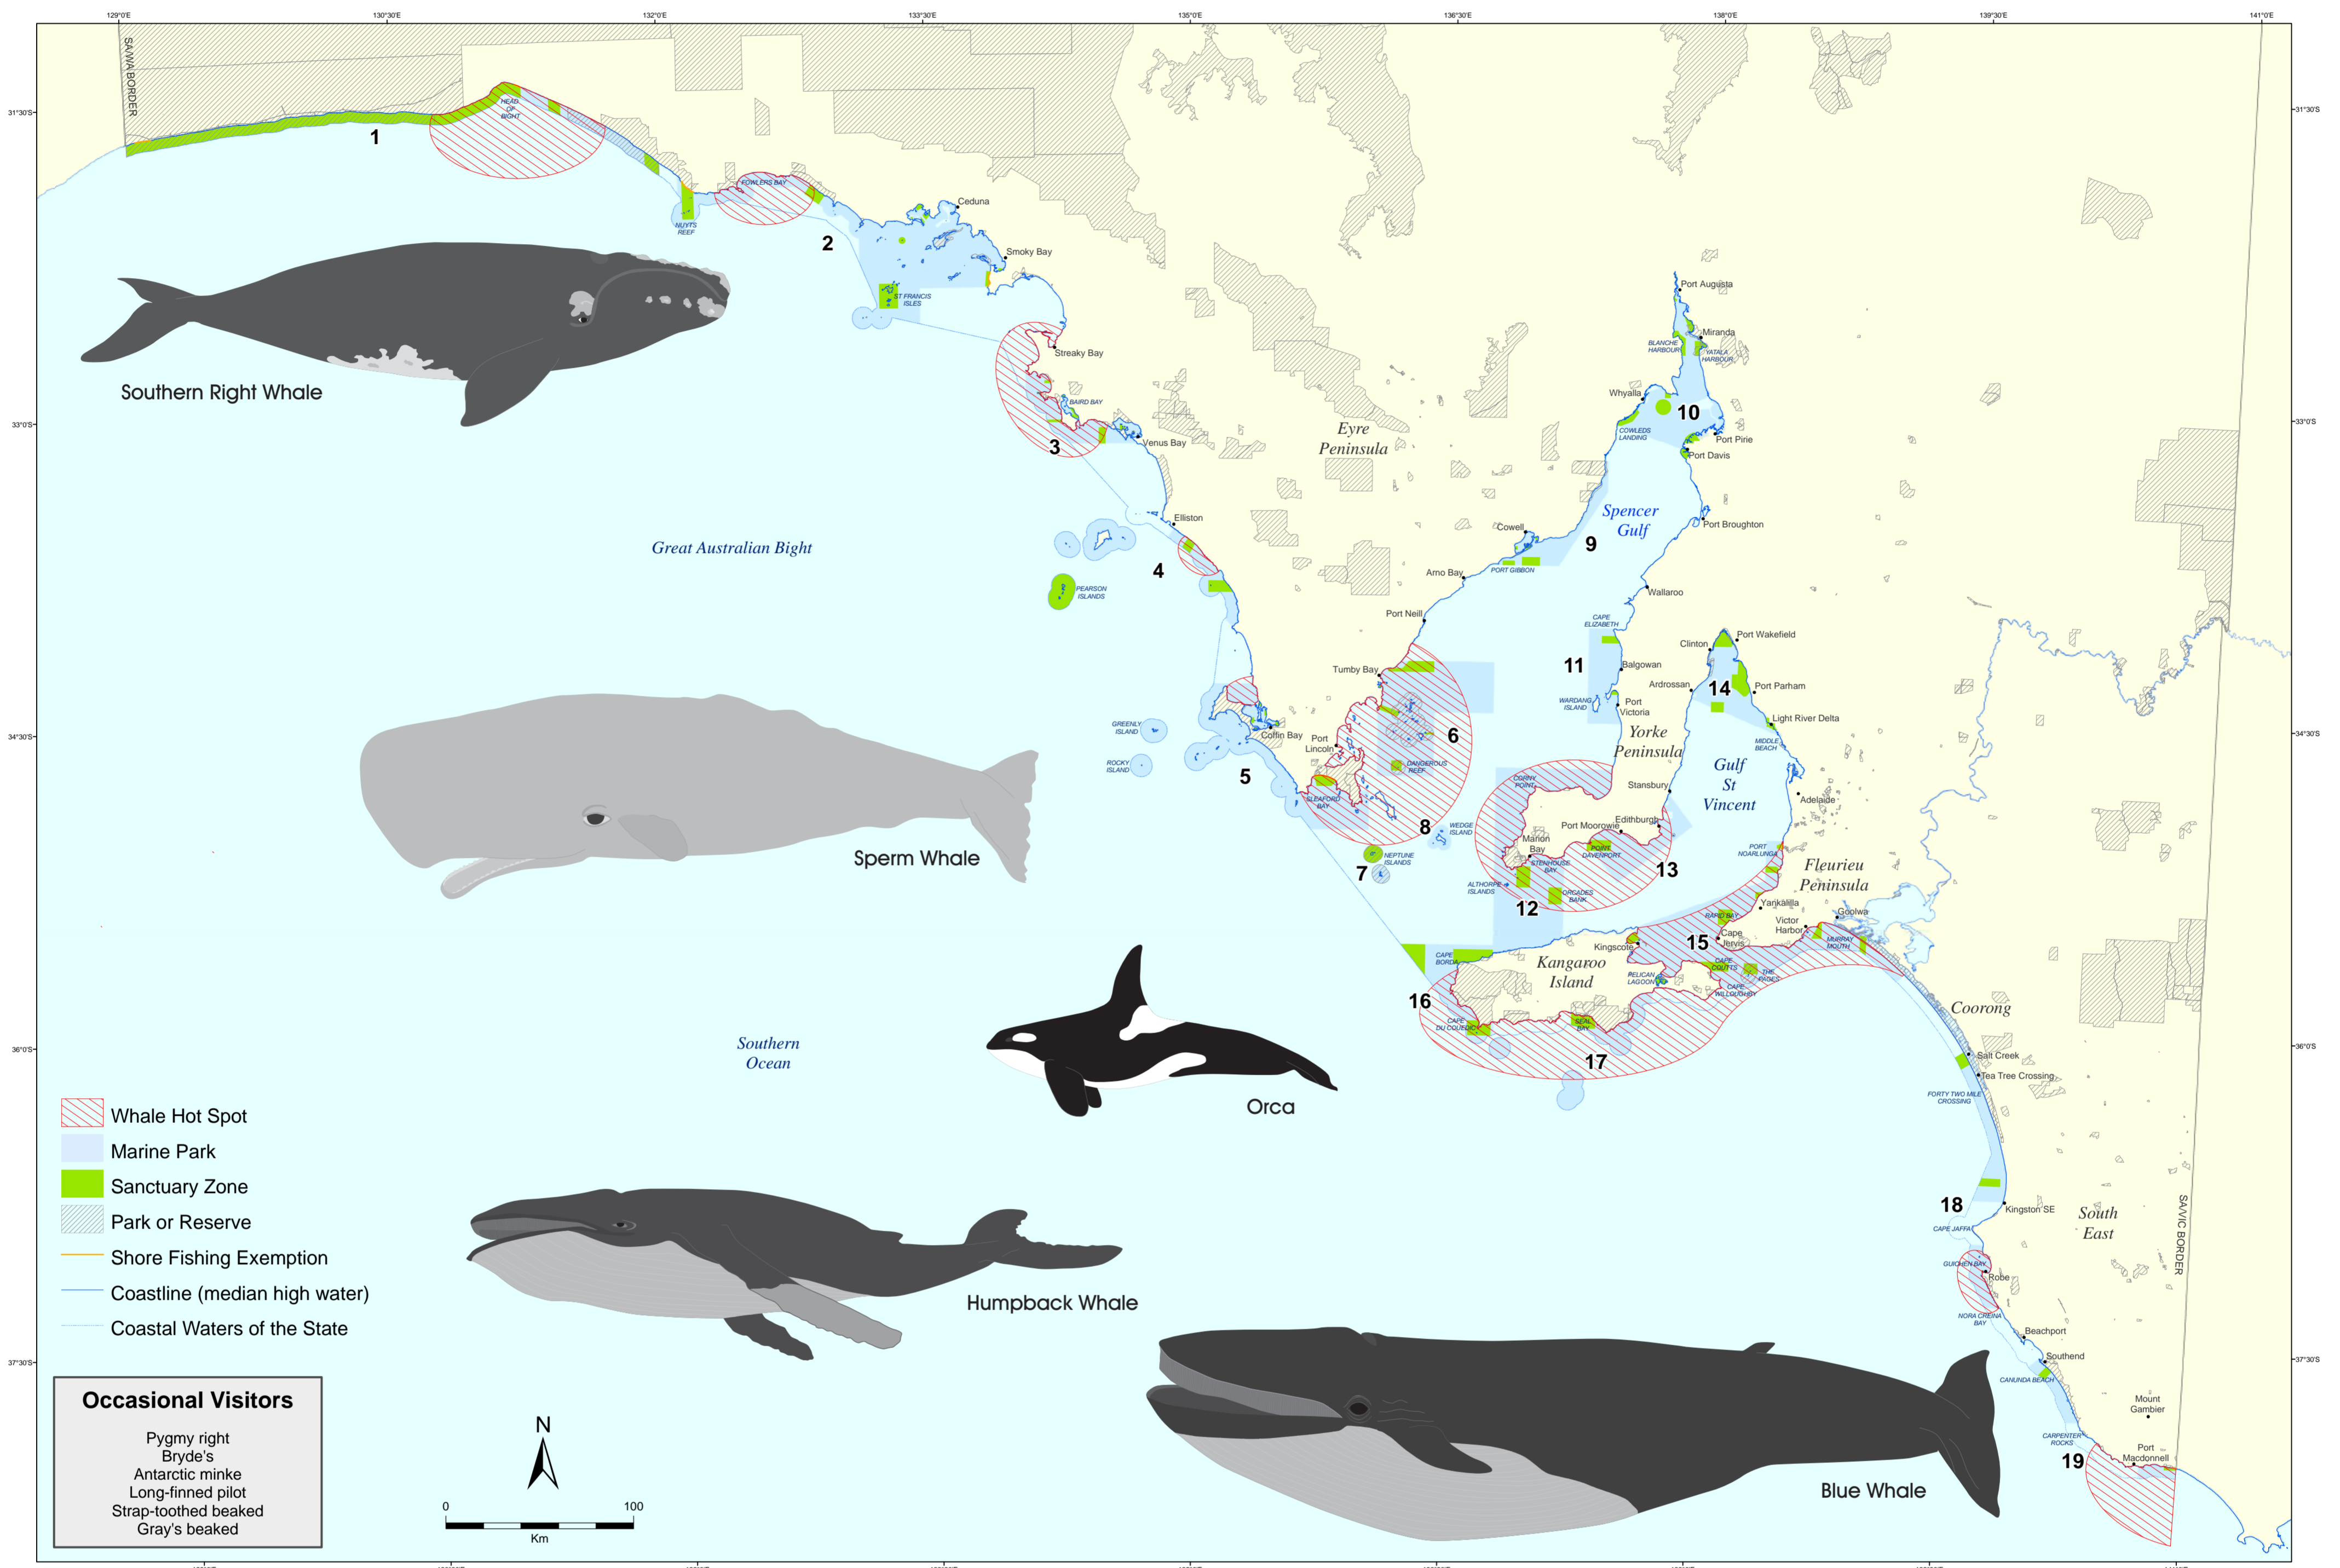 129°0'E
130°30'E
132°0'E
133°30'E
135°0'E
136°30'E
138°0'E
139°30'E
141°0'E
SA/WA BORDER
31°30'S
31°30'S
HEAD
OF
BIGHT
1
FOWLERS BAY
NUYTS
REEF
2
Ceduna
Smoky Bay
ST FRANCIS
ISLES
Streaky Bay
BAIRD BAY
Venus Bay
3
33°0'S
33°0'S
Southern Right Whale
Eyre
Peninsula
Port Augusta
Miranda
BLANCHE
HARBOUR
YATALA
HARBOUR
Whyalla
10
COWLEDS
LANDING
Port Pirie
Port Davis
Spencer
Gulf
Port Broughton
Elliston
Cowell
9
Great Australian Bight
4
PORT GIBBON
Arno Bay
PEARSON
ISLANDS
Wallaroo
Port Neill
CAPE
ELIZABETH
Clinton
Port Wakefield
Tumby Bay
11
Balgowan
Ardrossan
14
Port Parham
WARDANG
ISLAND
Port
Victoria
Light River Delta
GREENLY
ISLAND
Coffin Bay
Port
Lincoln
6
Yorke
Peninsula
MIDDLE
BEACH
34°30'S
34°30'S
ROCKY
ISLAND
5
DANGEROUS
REEF
CORNY
POINT
Gulf
St
Vincent
SLEAFORD
BAY
Stansbury
Adelaide
8
WEDGE
ISLAND
Port Moorowie
Edithburgh
Marion
Bay
POINT
DAVENPORT
PORT
NOARLUNGA
Sperm Whale
NEPTUNE
ISLANDS
7
STENHOUSE
BAY
13
Fleurieu
Peninsula
ALTHORPE
ISLANDS
ORCADES
BANK
12
Yankalilla
RAPID BAY
Goolwa
Victor
Harbor
15
Cape
Jervis
MURRAY
MOUTH
Kingscote
CAPE
BORDA
Kangaroo
Island
PELICAN
LAGOON
CAPE
COUTTS
THE
PAGES
CAPE
WILLOUGHBY
16
CAPE
DU COUEDIC
SEAL
BAY
17
Coorong
36°0'S
36°0'S
Southern
Ocean
Salt Creek
Tea Tree Crossing
FORTY TWO MILE
CROSSING
Orca
Whale Hot Spot
Marine Park
Sanctuary Zone
Park or Reserve
Shore Fishing Exemption
Coastline (median high water)
Coastal Waters of the State
18
Kingston SE
South
East
SA/VIC BORDER
CAPE JAFFA
GUICHEN BAY
Robe
Humpback Whale
NORA CREINA
BAY
Beachport
Southend
37°30'S
37°30'S
CANUNDA BEACH
Mount
Gambier
CARPENTER
ROCKS
Port
Macdonnell
19
Blue Whale
Occasional Visitors
Pygmy right
Bryde's
Antarctic minke
Long-finned pilot
Strap-toothed beaked
Gray's beaked
N
0 100
Km